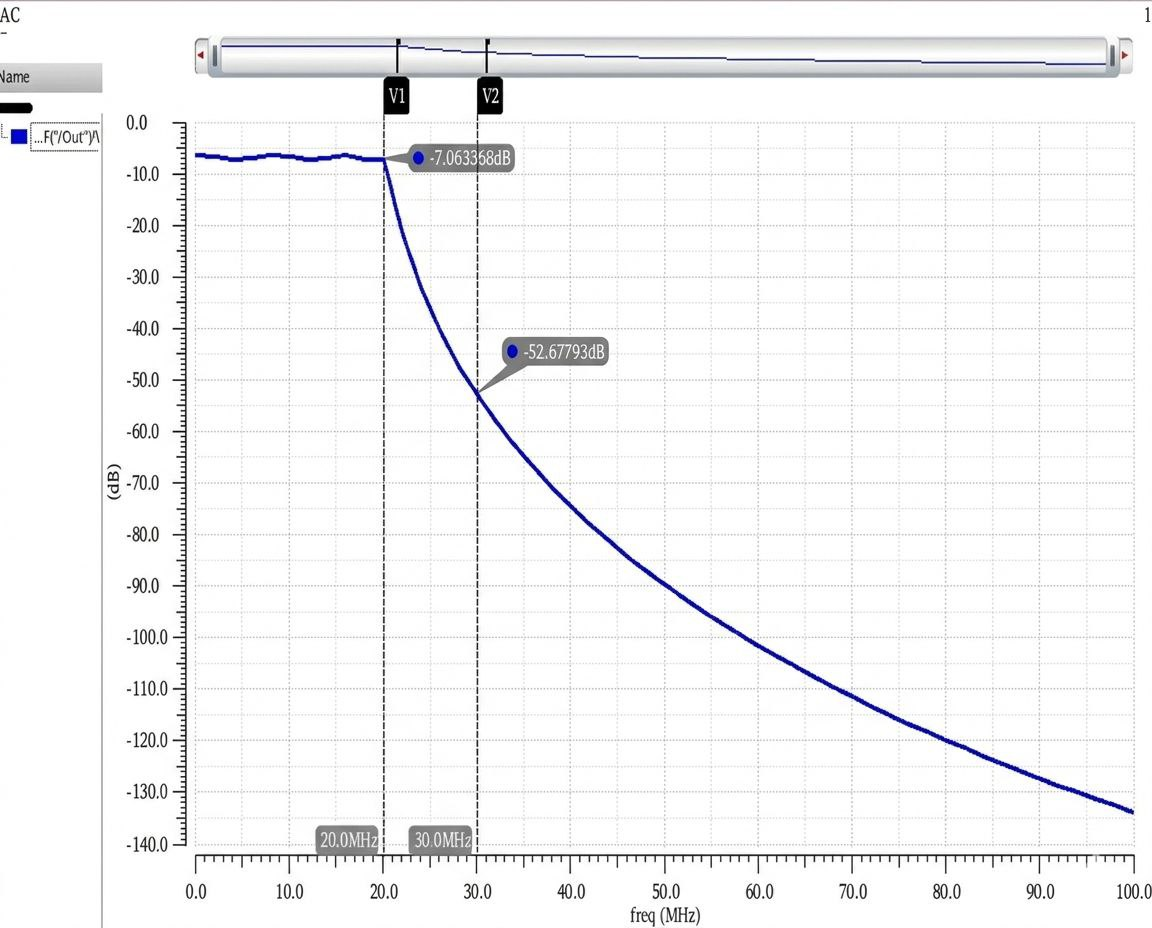 AC
1
Name
...F("/Out")/\
V1
V2
0.0
-10.0
-20.0
-30.0
-40.0
-50.0
-60.0
-70.0
-80.0
-90.0
-100.0
-110.0
-120.0
-130.0
-140.0
(dB)
-7.063368dB
-52.67793dB
20.0MHz
30.0MHz
0.0 10.0 20.0 30.0 40.0 50.0 60.0 70.0 80.0 90.0 100.0
freq (MHz)